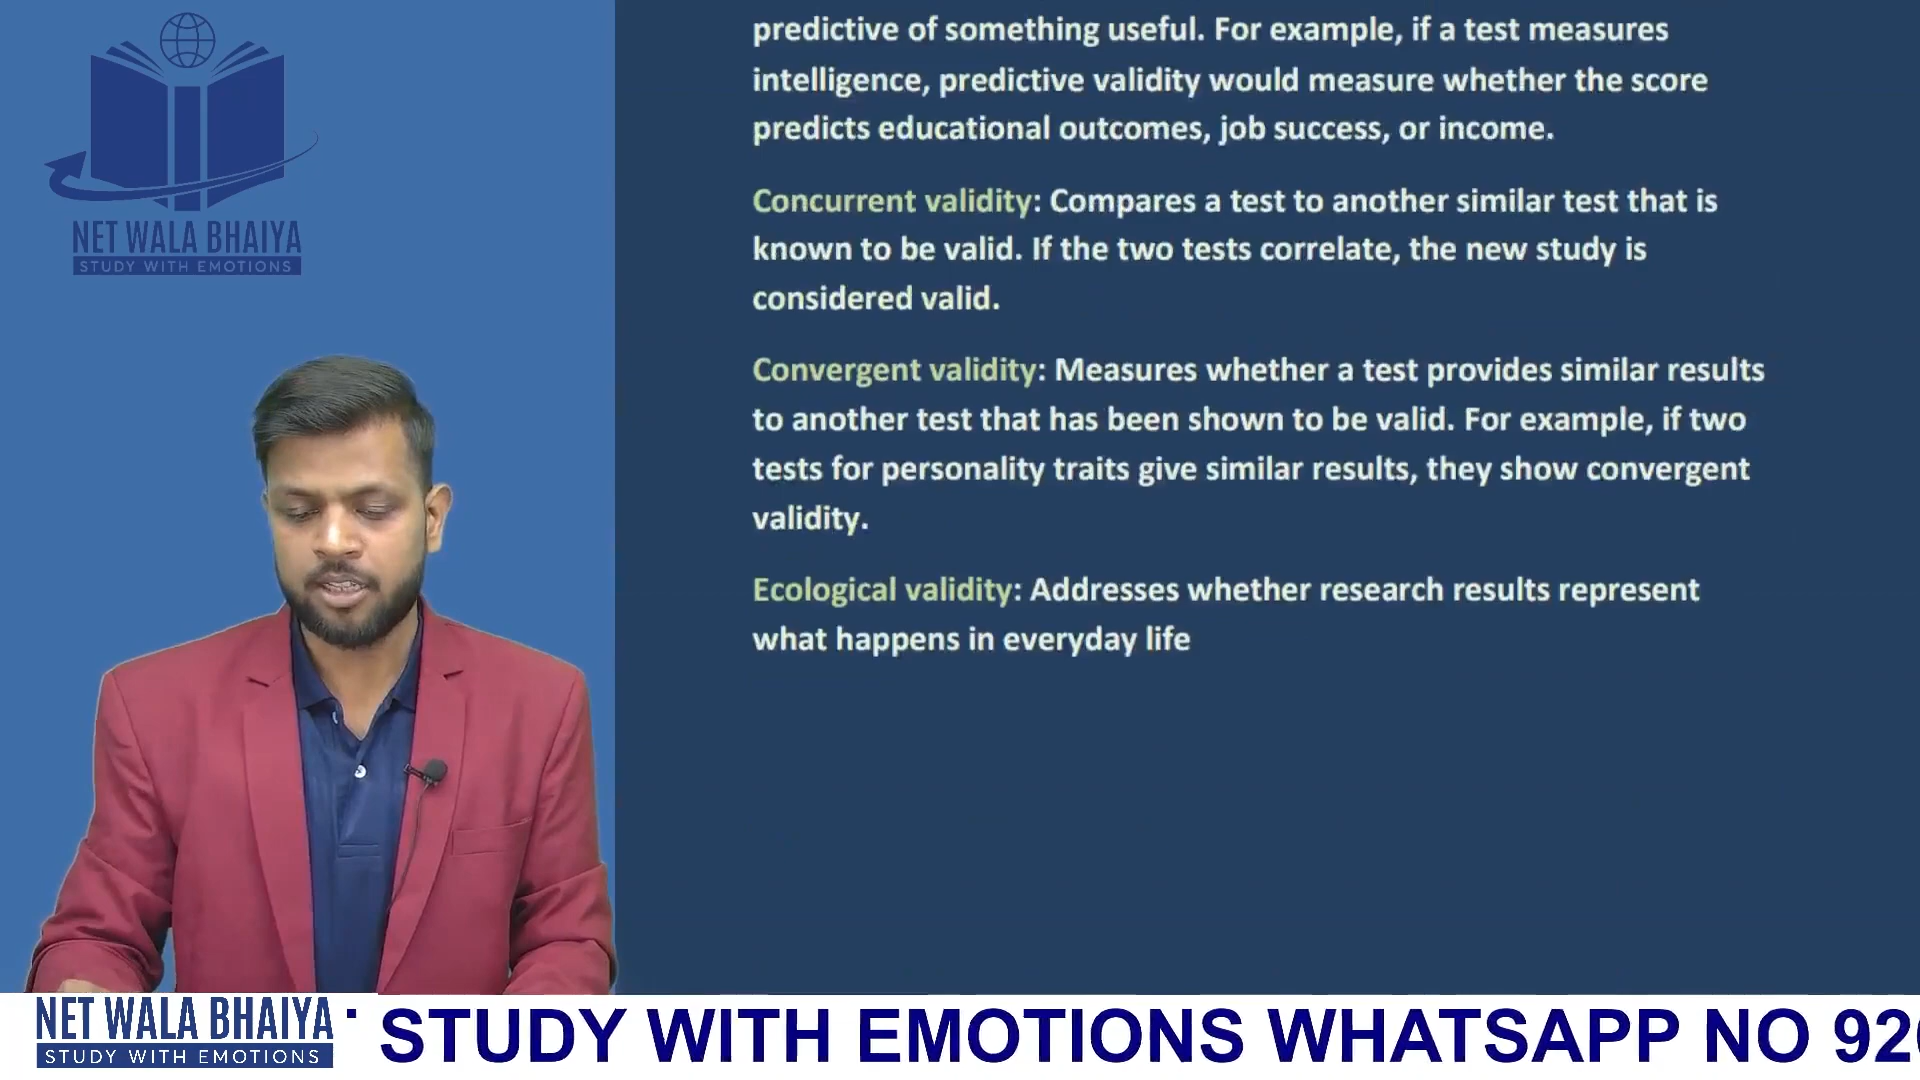 NET WALA BHAIYA
STUDY WITH EMOTIONS
predictive of something useful. For example, if a test measures
intelligence, predictive validity would measure whether the score
predicts educational outcomes, job success, or income.
Concurrent validity: Compares a test to another similar test that is
known to be valid. If the two tests correlate, the new study is
considered valid.
Convergent validity: Measures whether a test provides similar results
to another test that has been shown to be valid. For example, if two
tests for personality traits give similar results, they show convergent
validity.
Ecological validity: Addresses whether research results represent
what happens in everyday life
NET WALA BHAIYA
STUDY WITH EMOTIONS
STUDY WITH EMOTIONS WHATSAPP NO 92